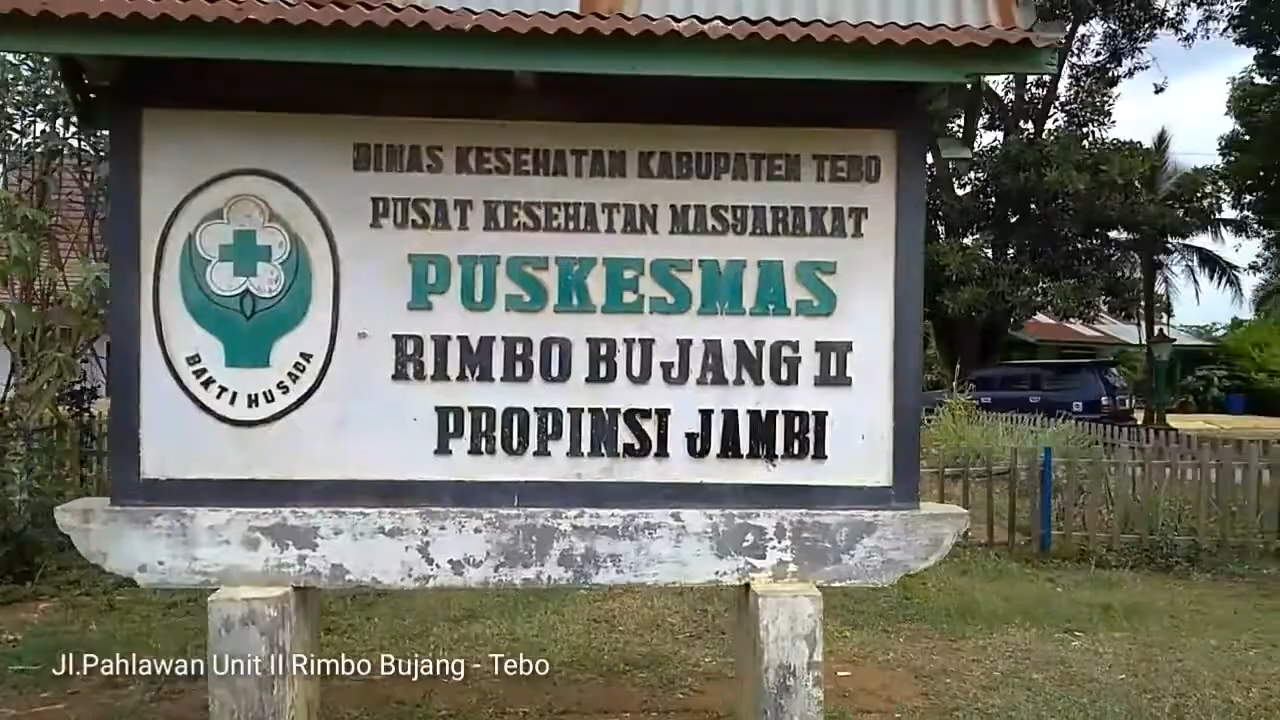 DINAS KESEHATAN KABUPATEN TEBO
PUSAT KESEHATAN MASYARAKAT
PUSKESMAS
RIMBO BUJANG II
PROPINSI JAMBI
BAKTI HUSADA
Jl.Pahlawan Unit II Rimbo Bujang - Tebo